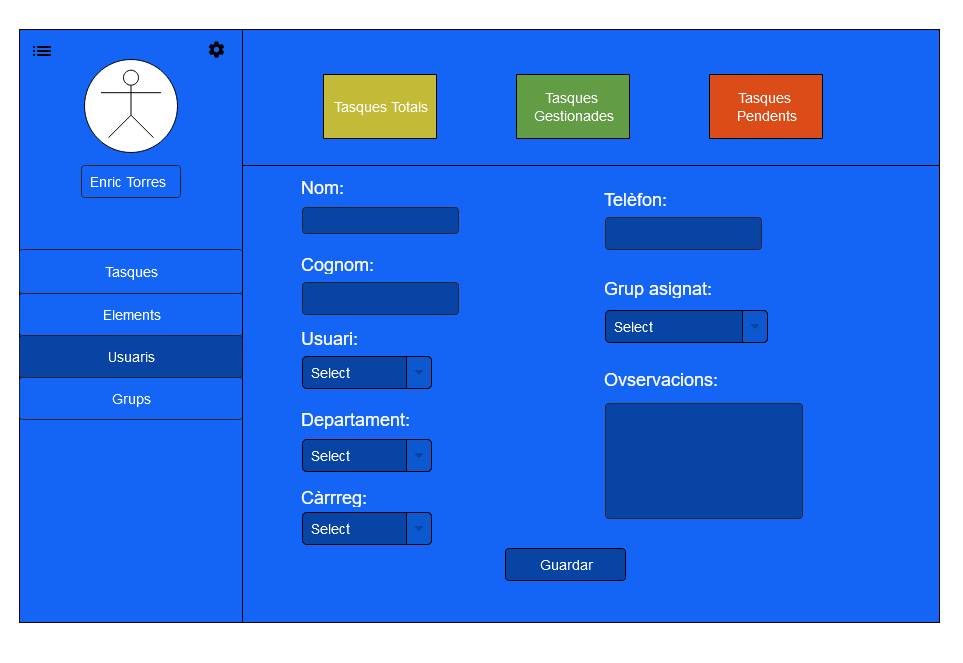 Enric Torres
Tasques
Elements
Usuaris
Grups
Tasques Totals
Tasques
Gestionades
Tasques
Pendents
Nom:
Cognom:
Usuari:
Select
Departament:
Select
Càrrreg:
Select
Telèfon:
Grup asignat:
Select
Ovservacions:
Guardar